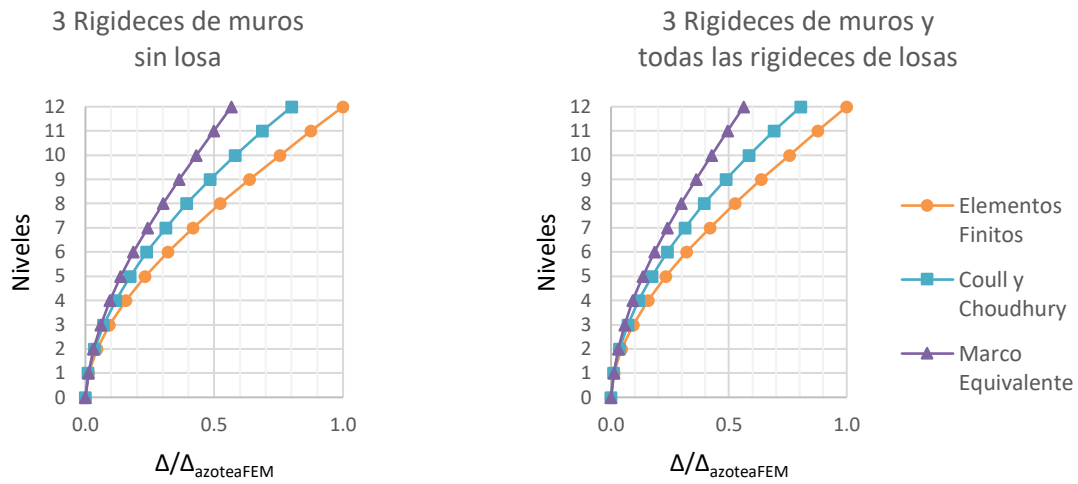 3 Rigideces de muros
sin losa
12
11
10
9
8
7
6
5
4
3
2
1
0
Niveles
0.0
0.5
1.0
Δ/ΔazoteaFEM
3 Rigideces de muros y
todas las rigideces de losas
12
11
10
9
8
7
6
5
4
3
2
1
0
Niveles
0.0
0.5
1.0
Δ/ΔazoteaFEM
Elementos
Finitos
Coull y
Choudhury
Marco
Equivalente